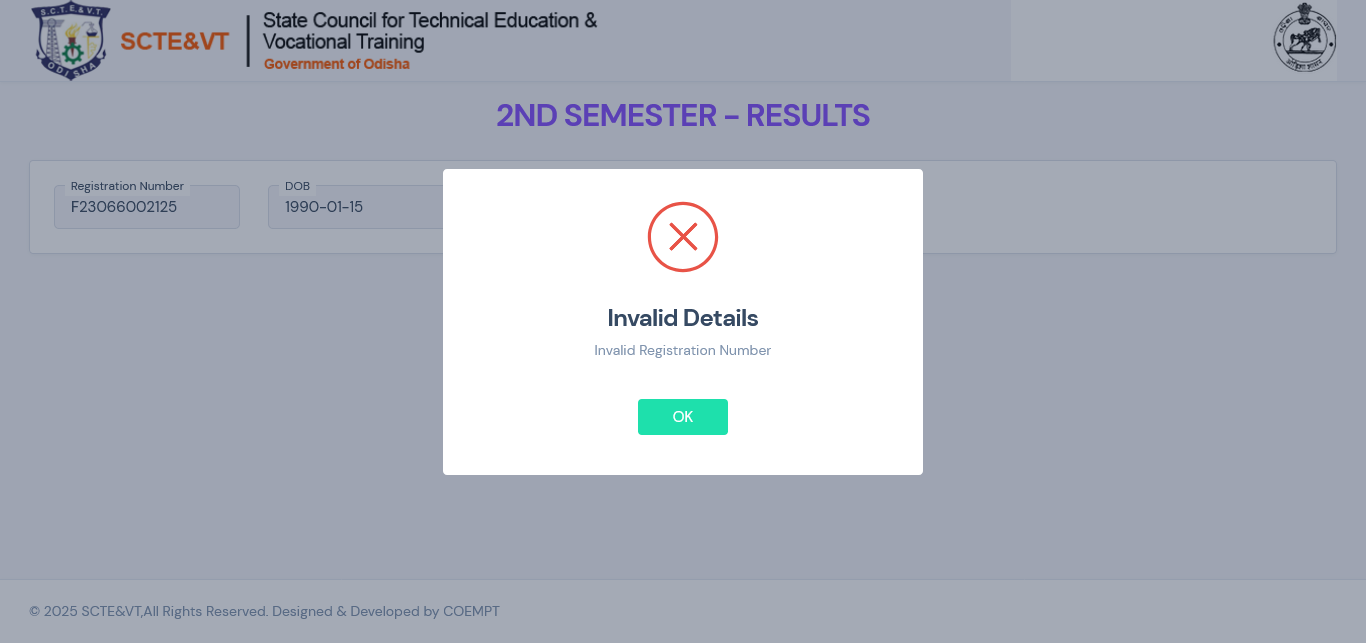 S.C.T.E.&V.T.
ODISHA
SCTE&VT
State Council for Technical Education &
Vocational Training
Government of Odisha
2ND SEMESTER - RESULTS
Registration Number
F23066002125
DOB
1990-01-15
Invalid Details
Invalid Registration Number
OK
© 2025 SCTE&VT,All Rights Reserved. Designed & Developed by COEMPT